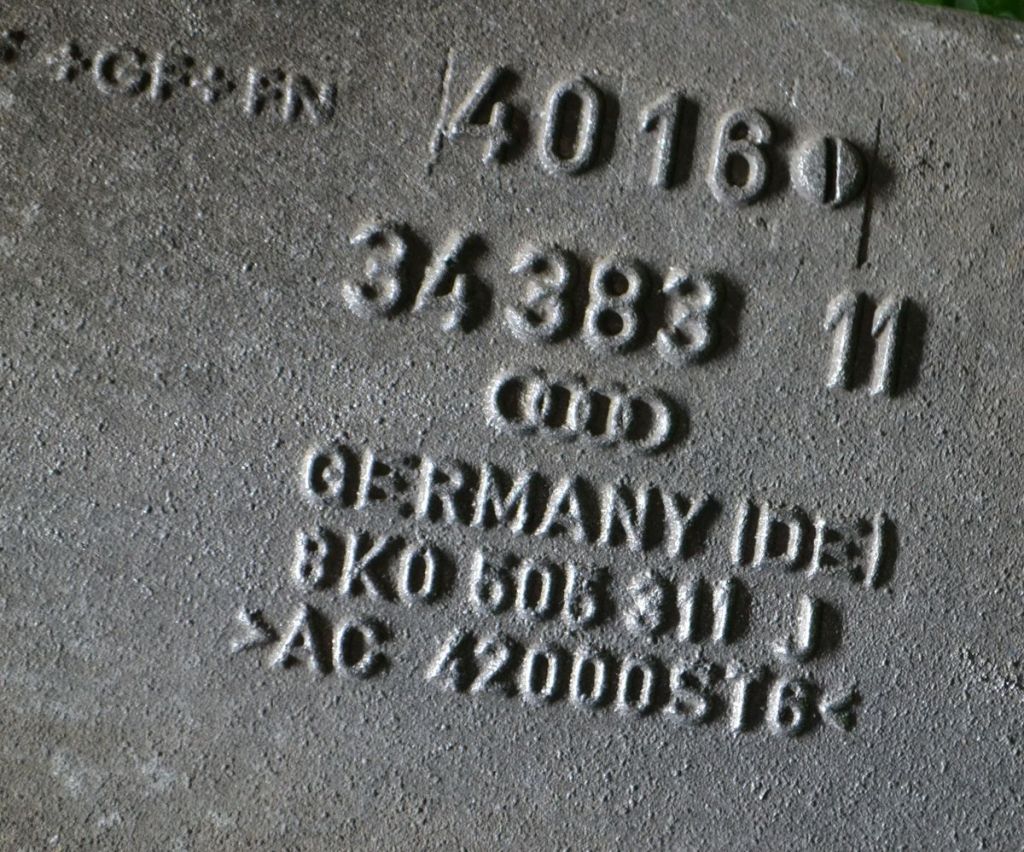 +GF+ FN 4016
34383 11
GERMANY (DE)
8K0 505 311 J
>AC 42000ST6<